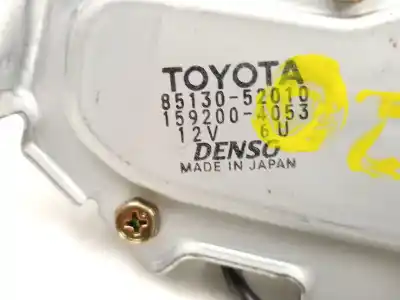 TOYOTA
85130-52010
159200-4053
12V 6U
DENSO
MADE IN JAPAN